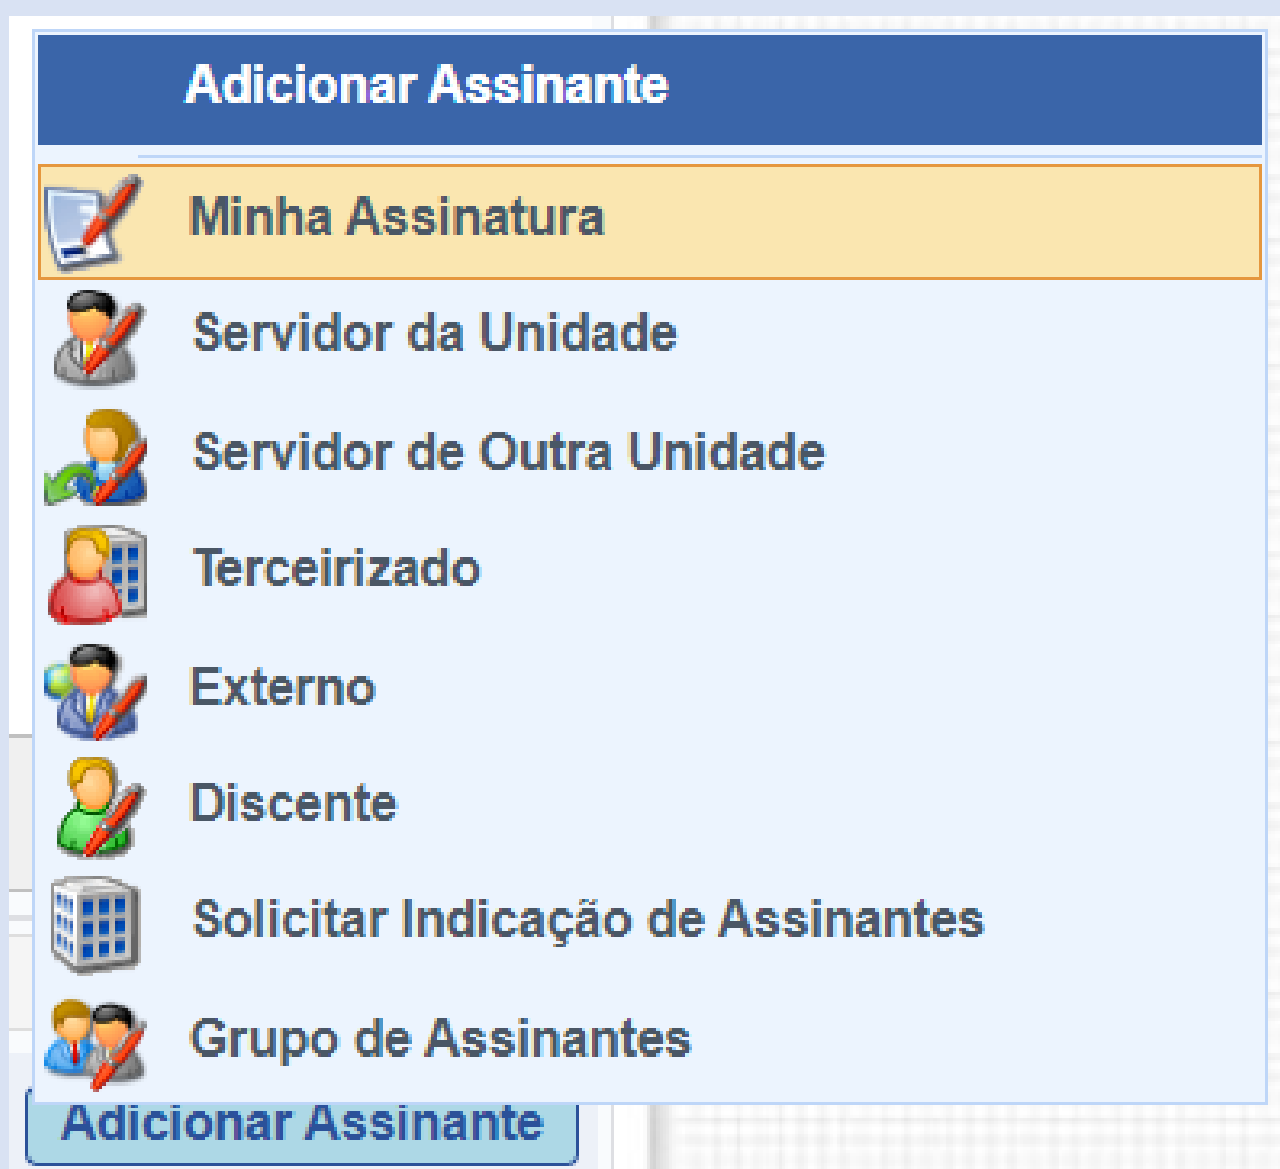 Adicionar Assinante
Minha Assinatura
Servidor da Unidade
Servidor de Outra Unidade
Terceirizado
Externo
Discente
Solicitar Indicação de Assinantes
Grupo de Assinantes
Adicionar Assinante